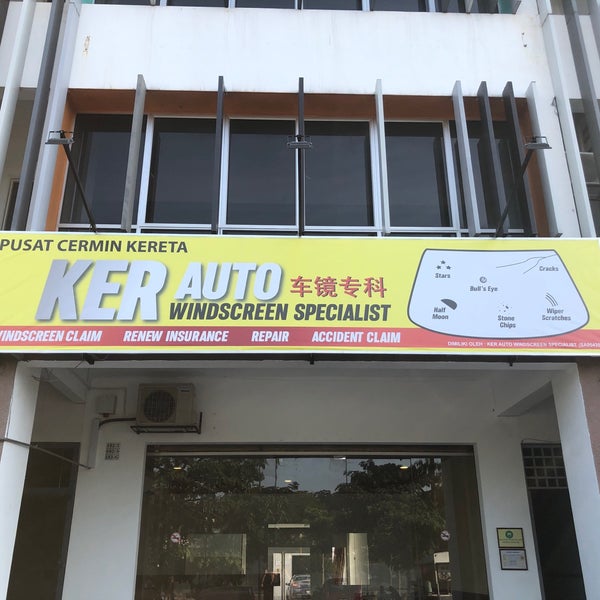 PUSAT CERMIN KERETA
KER AUTO 车镜专科
WINDSCREEN SPECIALIST
WINDSCREEN CLAIM RENEW INSURANCE REPAIR ACCIDENT CLAIM
Stars
Bull's Eye
Cracks
Half Moon
Stone Chips
Wiper Scratches
DIMILIKI OLEH : KER AUTO WINDSCREEN SPECIALIST